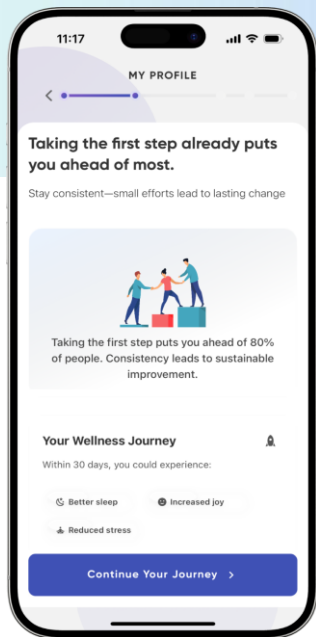 11:17
MY PROFILE
Taking the first step already puts
you ahead of most.
Stay consistent—small efforts lead to lasting change
Taking the first step puts you ahead of 80%
of people. Consistency leads to sustainable
improvement.
Your Wellness Journey
Within 30 days, you could experience:
Better sleep
Increased joy
Reduced stress
Continue Your Journey